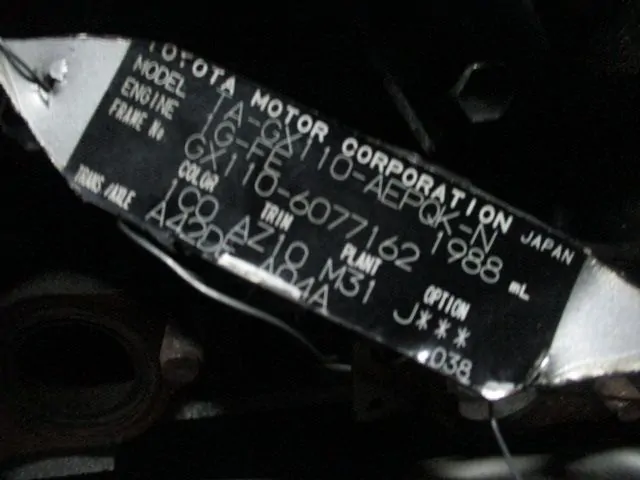 TOYOTA MOTOR CORPORATION JAPAN
MODEL TA-GX110-AEPQK-N
ENGINE 1G-FE 1988 mL
FRAME No. GX110-6077162
COLOR TRIM PLANT OPTION
1C0 AZ10 M31 J***
TRANS./AXLE A42DE A04A 038